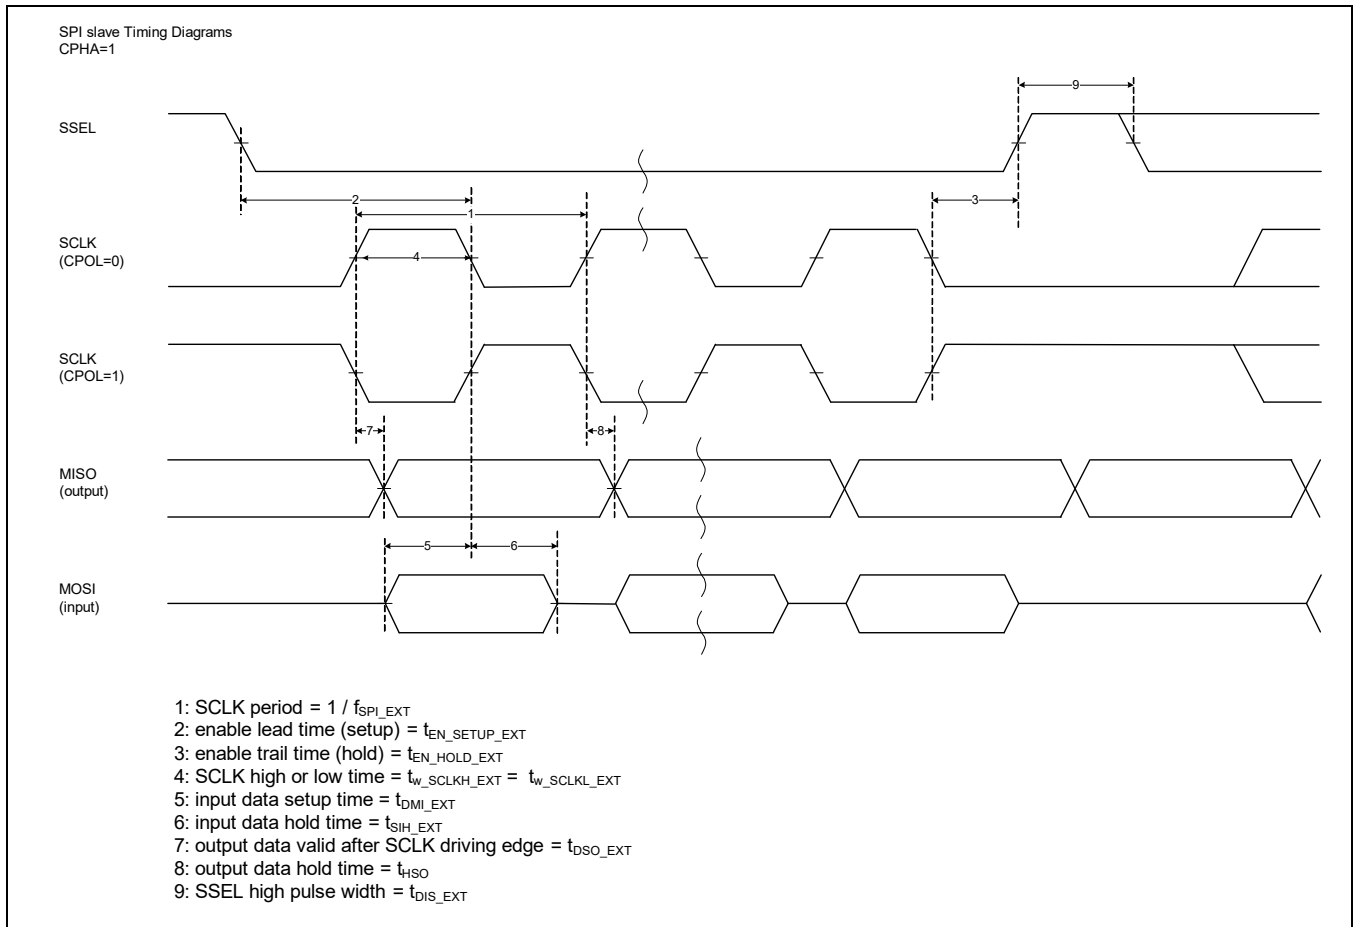 SPI slave Timing Diagrams
CPHA=1
9
SSEL
2
1
3
SCLK
(CPOL=0)
4
SCLK
(CPOL=1)
7
8
MISO
(output)
5
6
MOSI
(input)
1: SCLK period = 1 / fSPI_EXT
2: enable lead time (setup) = tEN_SETUP_EXT
3: enable trail time (hold) = tEN_HOLD_EXT
4: SCLK high or low time = tw_SCLKH_EXT = tw_SCLKL_EXT
5: input data setup time = tDMI_EXT
6: input data hold time = tSIH_EXT
7: output data valid after SCLK driving edge = tDSO_EXT
8: output data hold time = tHSO
9: SSEL high pulse width = tDIS_EXT